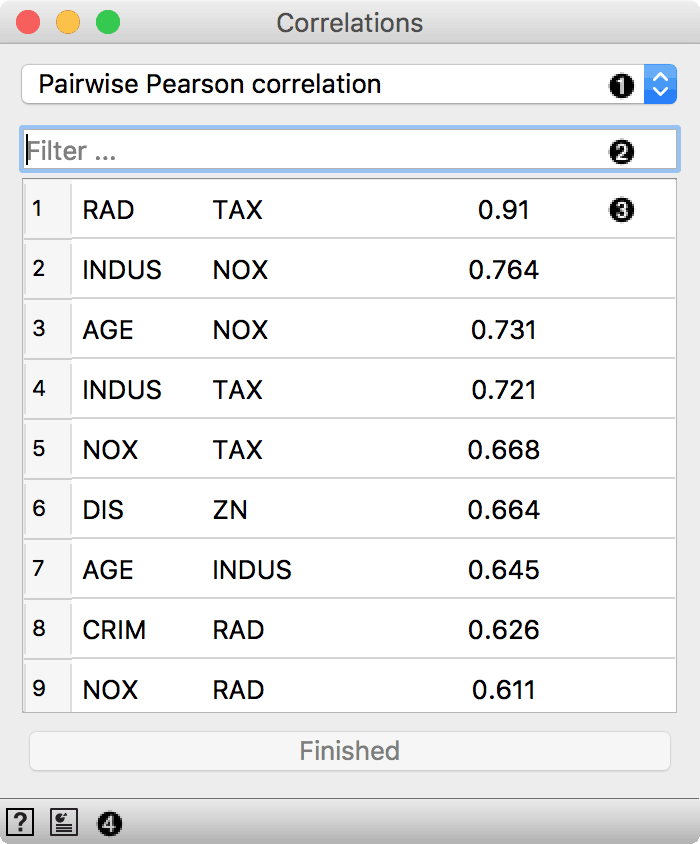 Correlations
Pairwise Pearson correlation ❶
Filter ... ❷
1 RAD TAX 0.91 ❸
2 INDUS NOX 0.764
3 AGE NOX 0.731
4 INDUS TAX 0.721
5 NOX TAX 0.668
6 DIS ZN 0.664
7 AGE INDUS 0.645
8 CRIM RAD 0.626
9 NOX RAD 0.611
Finished
? ❹